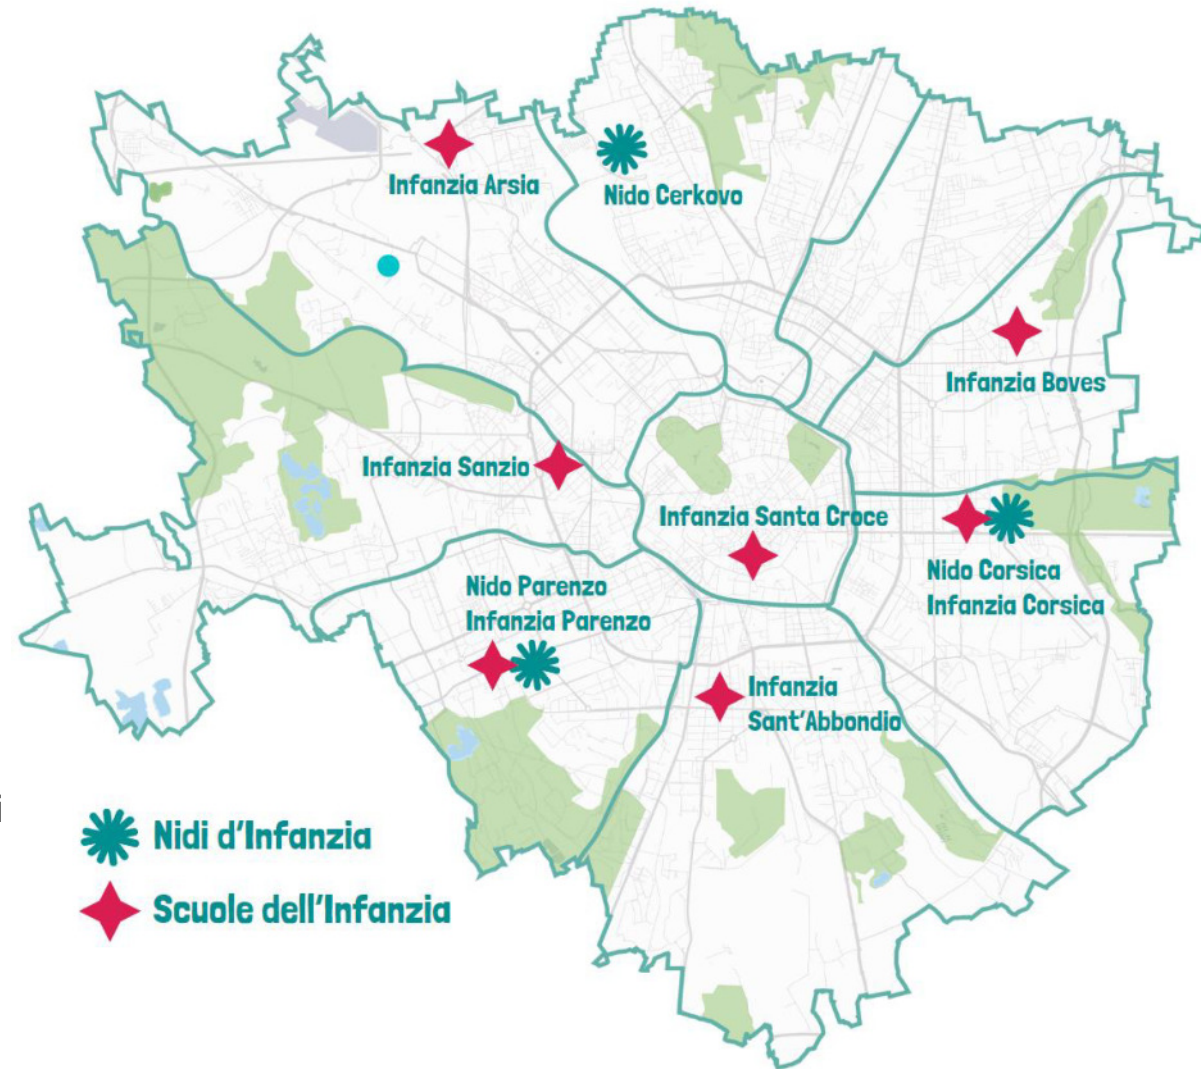 Infanzia Arsia
Nido Cerkovo
Infanzia Boves
Infanzia Sanzio
Infanzia Santa Croce
Nido Corsica
Infanzia Corsica
Nido Parenzo
Infanzia Parenzo
Infanzia
Sant'Abbondio
i
Nidi d'Infanzia
Scuole dell'Infanzia